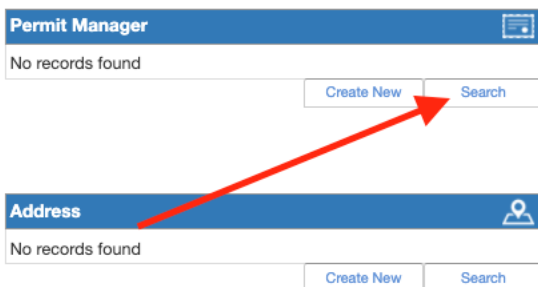 Permit Manager
No records found
Create New Search
Address
No records found
Create New Search